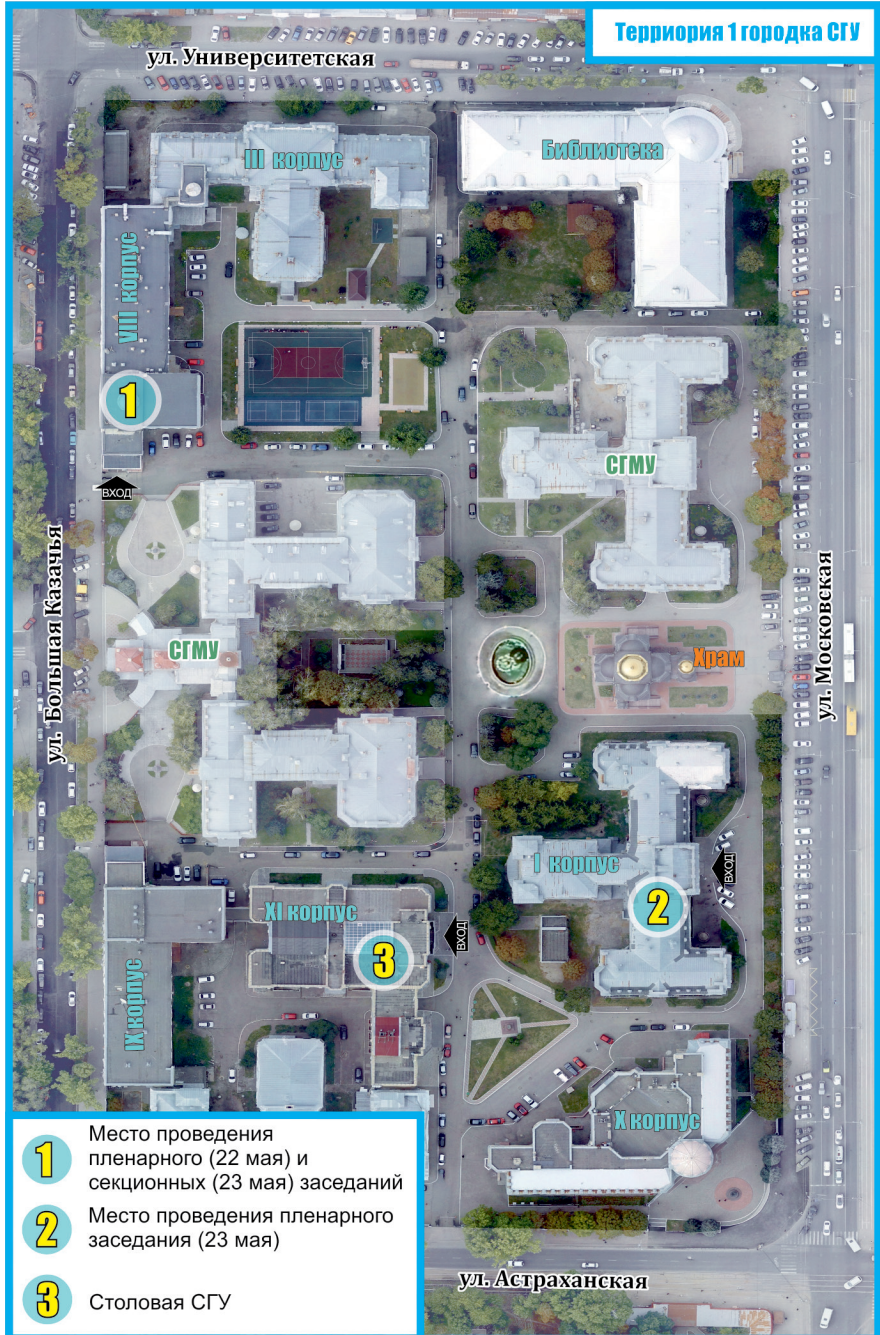 Терриория 1 городка СГУ
ул. Университетская
III корпус
Библиотека
VIII корпус
1
СГМУ
ВХОД
ул. Большая Казачья
СГМУ
Храм
ул. Московская
I корпус
ВХОД
2
XI корпус
ВХОД
3
IX корпус
X корпус
1 Место проведения
пленарного (22 мая) и
секционных (23 мая) заседаний
2 Место проведения пленарного
заседания (23 мая)
3 Столовая СГУ
ул. Астраханская